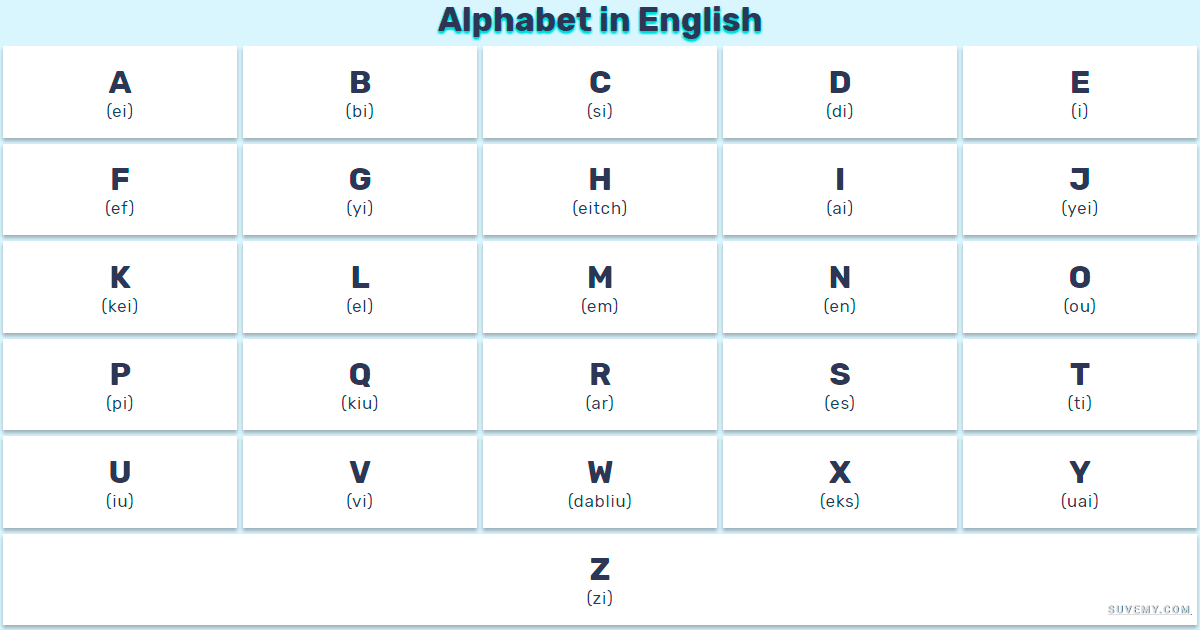 Alphabet in English
A
(ei)
B
(bi)
C
(si)
D
(di)
E
(i)
F
(ef)
G
(yi)
H
(eitch)
I
(ai)
J
(yei)
K
(kei)
L
(el)
M
(em)
N
(en)
O
(ou)
P
(pi)
Q
(kiu)
R
(ar)
S
(es)
T
(ti)
U
(iu)
V
(vi)
W
(dabliu)
X
(eks)
Y
(uai)
Z
(zi)
SUVEMY.COM